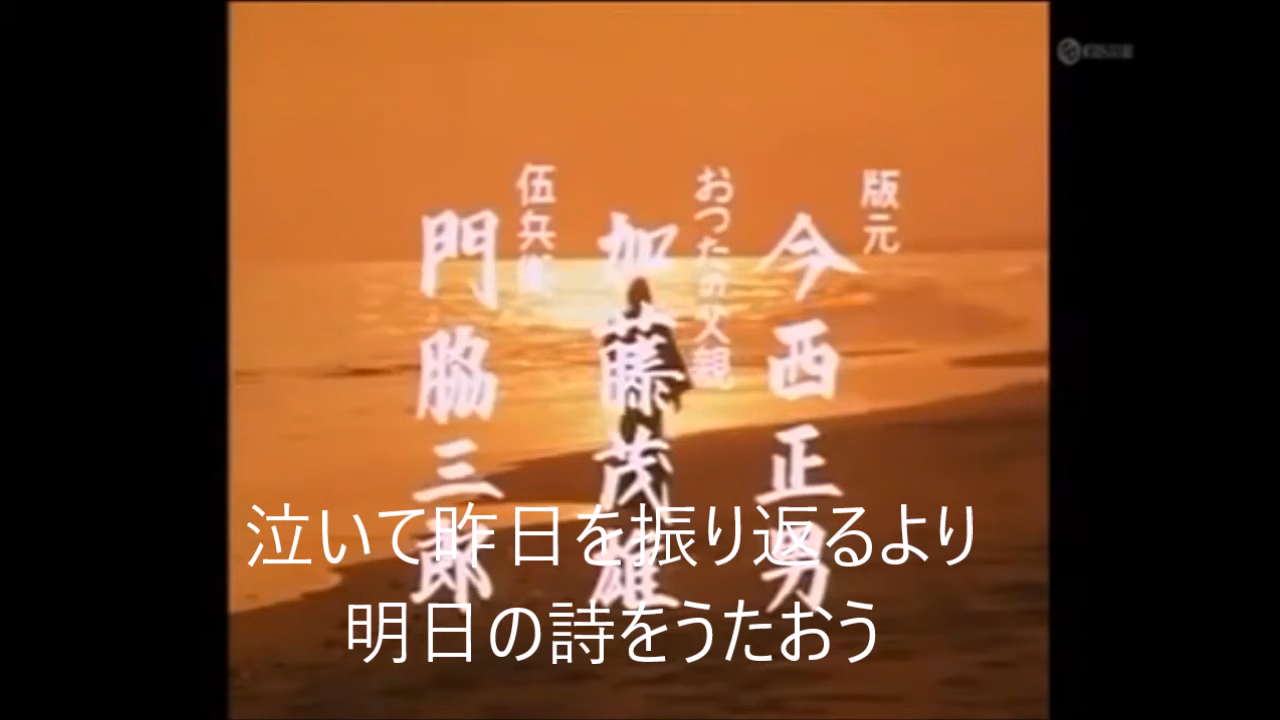 版元
今西正男
おつたの父親
加藤茂雄
伍兵衛
門脇三郎
泣いて昨日を振り返るより
明日の詩をうたおう